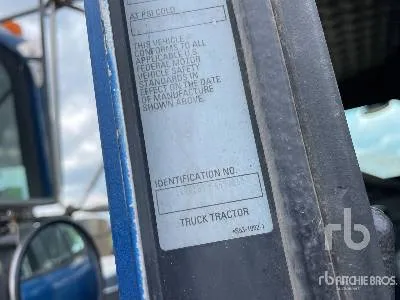 AT PSI COLD
THIS VEHICLE
CONFORMS TO ALL
APPLICABLE U.S.
FEDERAL MOTOR
VEHICLE SAFETY
STANDARDS IN
EFFECT ON THE DATE
OF MANUFACTURE
SHOWN ABOVE.
IDENTIFICATION NO.
TRUCK TRACTOR
rb
rb
RITCHIE BROS.